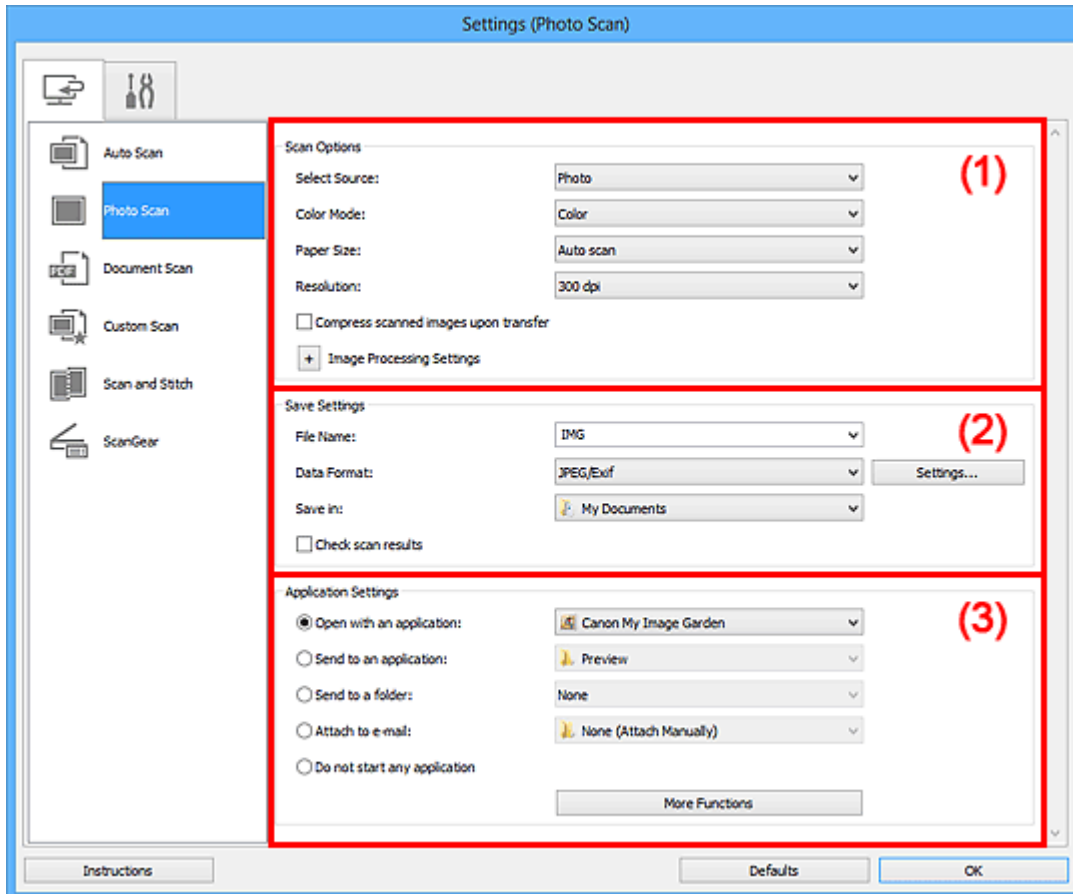 Settings (Photo Scan)
Auto Scan
Photo Scan
PDF
Document Scan
Custom Scan
Scan and Stitch
ScanGear
(1)
Scan Options
Select Source: Photo
Color Mode: Color
Paper Size: Auto scan
Resolution: 300 dpi
Compress scanned images upon transfer
+ Image Processing Settings
(2)
Save Settings
File Name: IMG
Data Format: JPEG/Exif Settings...
Save in: My Documents
Check scan results
(3)
Application Settings
Open with an application: Canon My Image Garden
Send to an application: Preview
Send to a folder: None
Attach to e-mail: None (Attach Manually)
Do not start any application
More Functions
Instructions Defaults OK